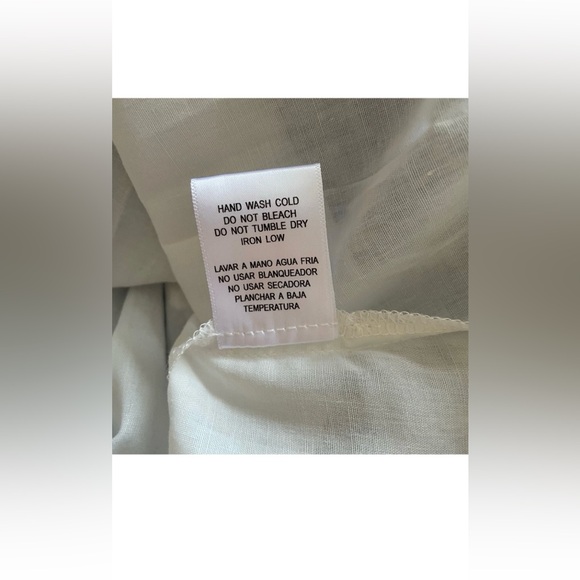 HAND WASH COLD
DO NOT BLEACH
DO NOT TUMBLE DRY
IRON LOW
LAVAR A MANO AGUA FRIA
NO USAR BLANQUEADOR
NO USAR SECADORA
PLANCHAR A BAJA
TEMPERATURA